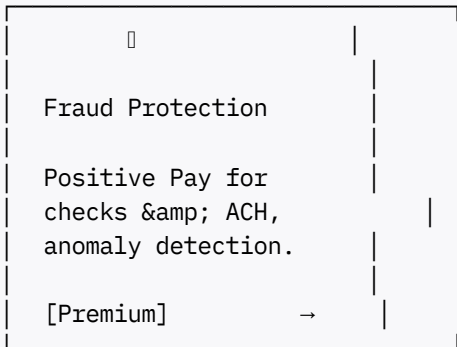 ▯
Fraud Protection
Positive Pay for
checks &amp; ACH,
anomaly detection.
[Premium] →